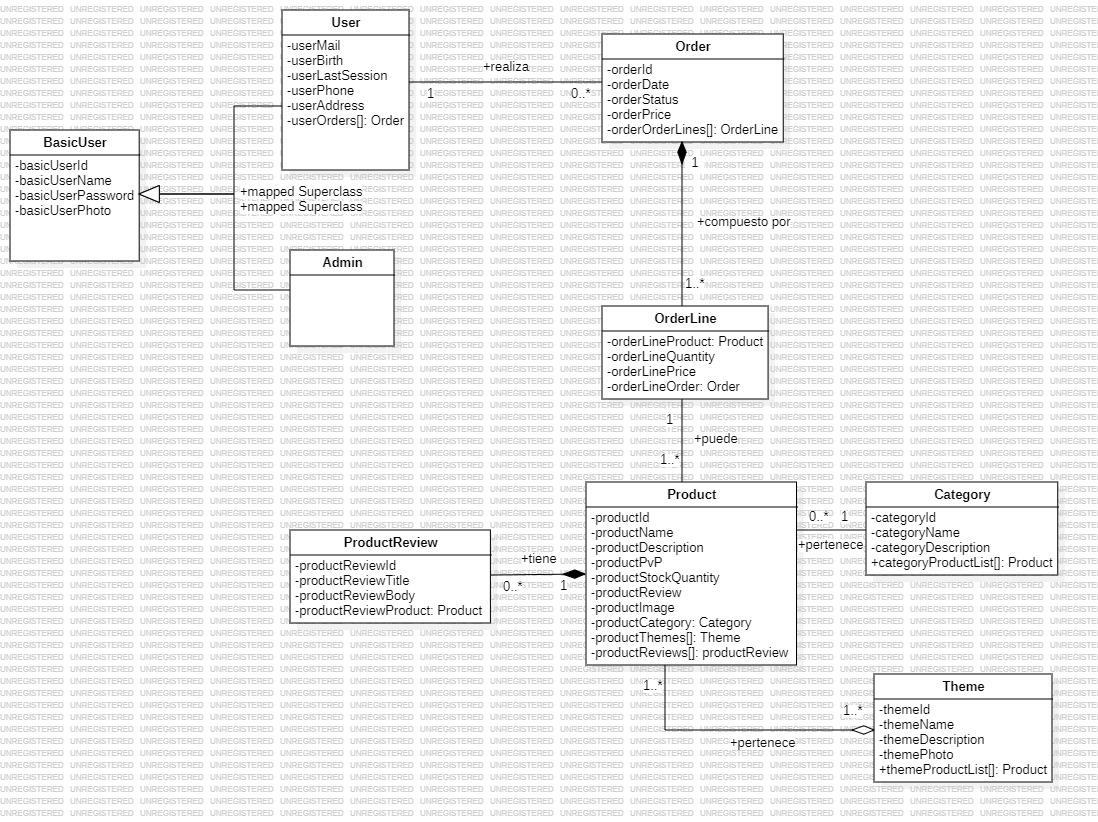 User
-userMail
-userBirth
-userLastSession
-userPhone
-userAddress
-userOrders[]: Order
+realiza
1
0..*
Order
-orderId
-orderDate
-orderStatus
-orderPrice
-orderOrderLines[]: OrderLine
BasicUser
-basicUserId
-basicUserName
-basicUserPassword
-basicUserPhoto
+mapped Superclass
+mapped Superclass
Admin
1
+compuesto por
1..*
OrderLine
-orderLineProduct: Product
-orderLineQuantity
-orderLinePrice
-orderLineOrder: Order
1
+puede
1..*
Product
-productId
-productName
-productDescription
-productPvP
-productStockQuantity
-productReview
-productImage
-productCategory: Category
-productThemes[]: Theme
-productReviews[]: productReview
0..*
1
+pertenece
Category
-categoryId
-categoryName
-categoryDescription
+categoryProductList[]: Product
ProductReview
-productReviewId
-productReviewTitle
-productReviewBody
-productReviewProduct: Product
+tiene
0..*
1
1..*
1..*
+pertenece
Theme
-themeId
-themeName
-themeDescription
-themePhoto
+themeProductList[]: Product
UNREGISTERED